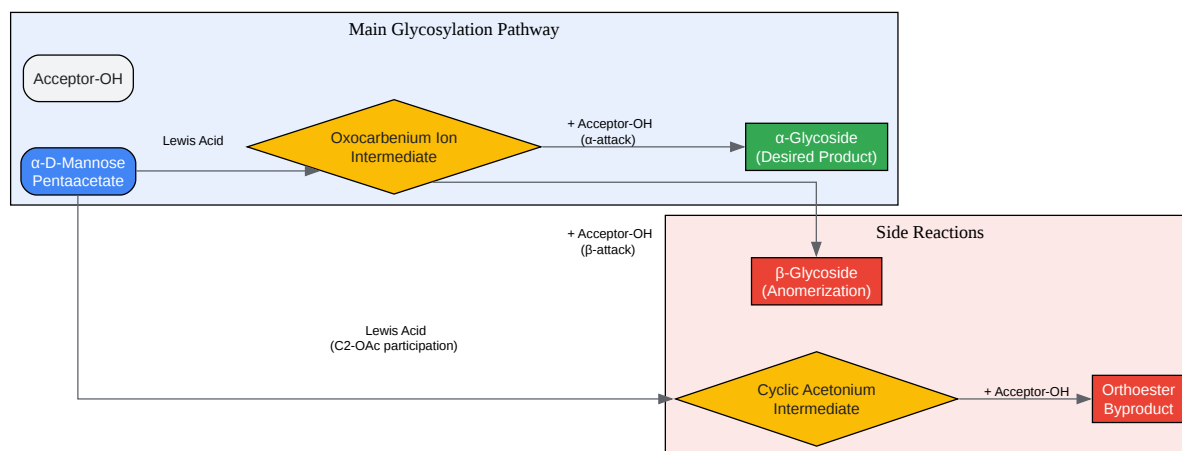 Main Glycosylation Pathway
Acceptor-OH
Lewis Acid
Oxocarbenium Ion
Intermediate
+ Acceptor-OH
(α-attack)
α-Glycoside
(Desired Product)
α-D-Mannose
Pentaacetate
Side Reactions
+ Acceptor-OH
(β-attack)
β-Glycoside
(Anomerization)
Lewis Acid
(C2-OAc participation)
Cyclic Acetonium
Intermediate
+ Acceptor-OH
Orthoester
Byproduct